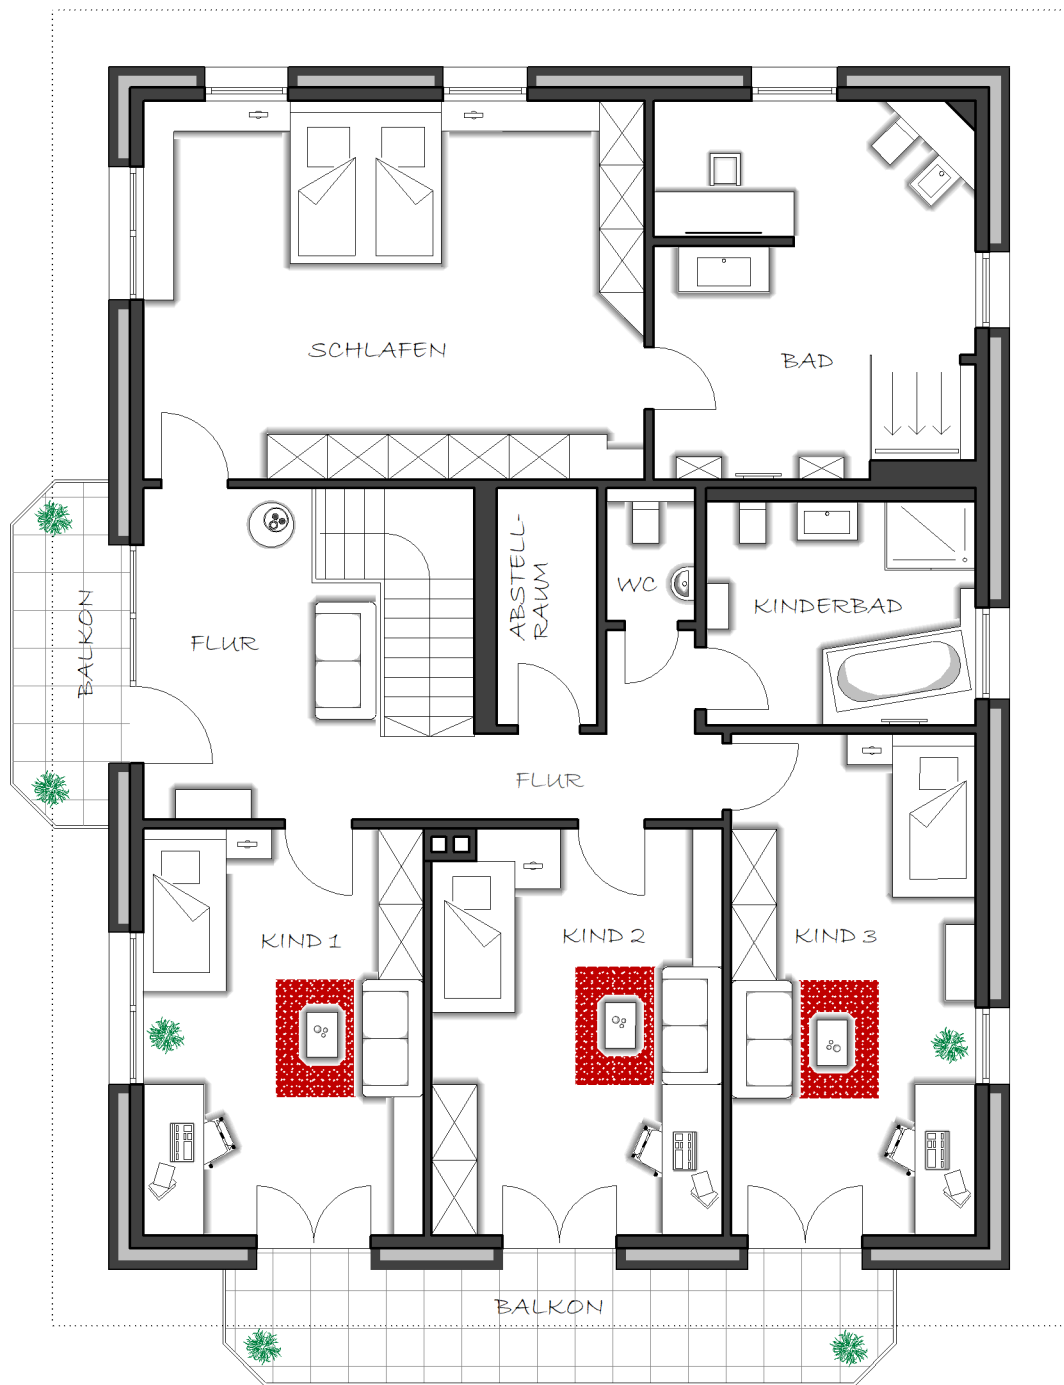 SCHLAFEN
BAD
ABSTELL-
RAUM
WC
KINDERBAD
BALKON
FLUR
FLUR
KIND 1
KIND 2
KIND 3
BALKON